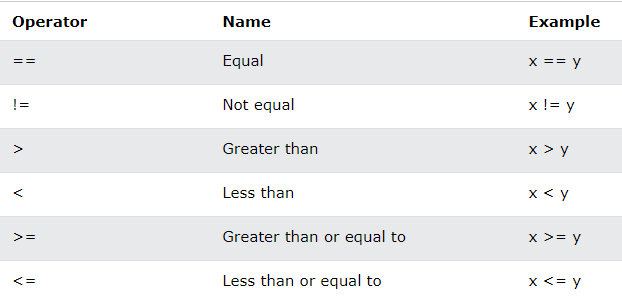 Operator Name Example
== Equal x == y
!= Not equal x != y
> Greater than x > y
< Less than x < y
>= Greater than or equal to x >= y
<= Less than or equal to x <= y